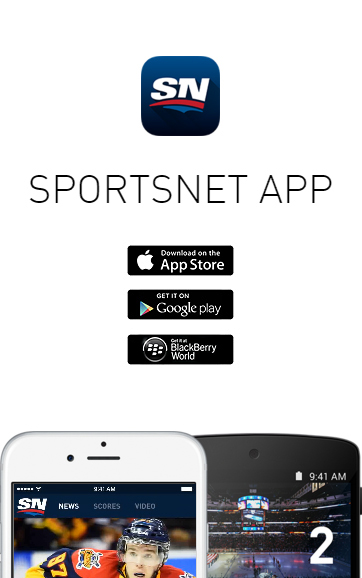 SN
SPORTSNET APP
Download on the
App Store
GET IT ON
Google play
Get it at
BlackBerry
World
9:41 AM
9:41 AM
SN NEWS SCORES VIDEO
2
97